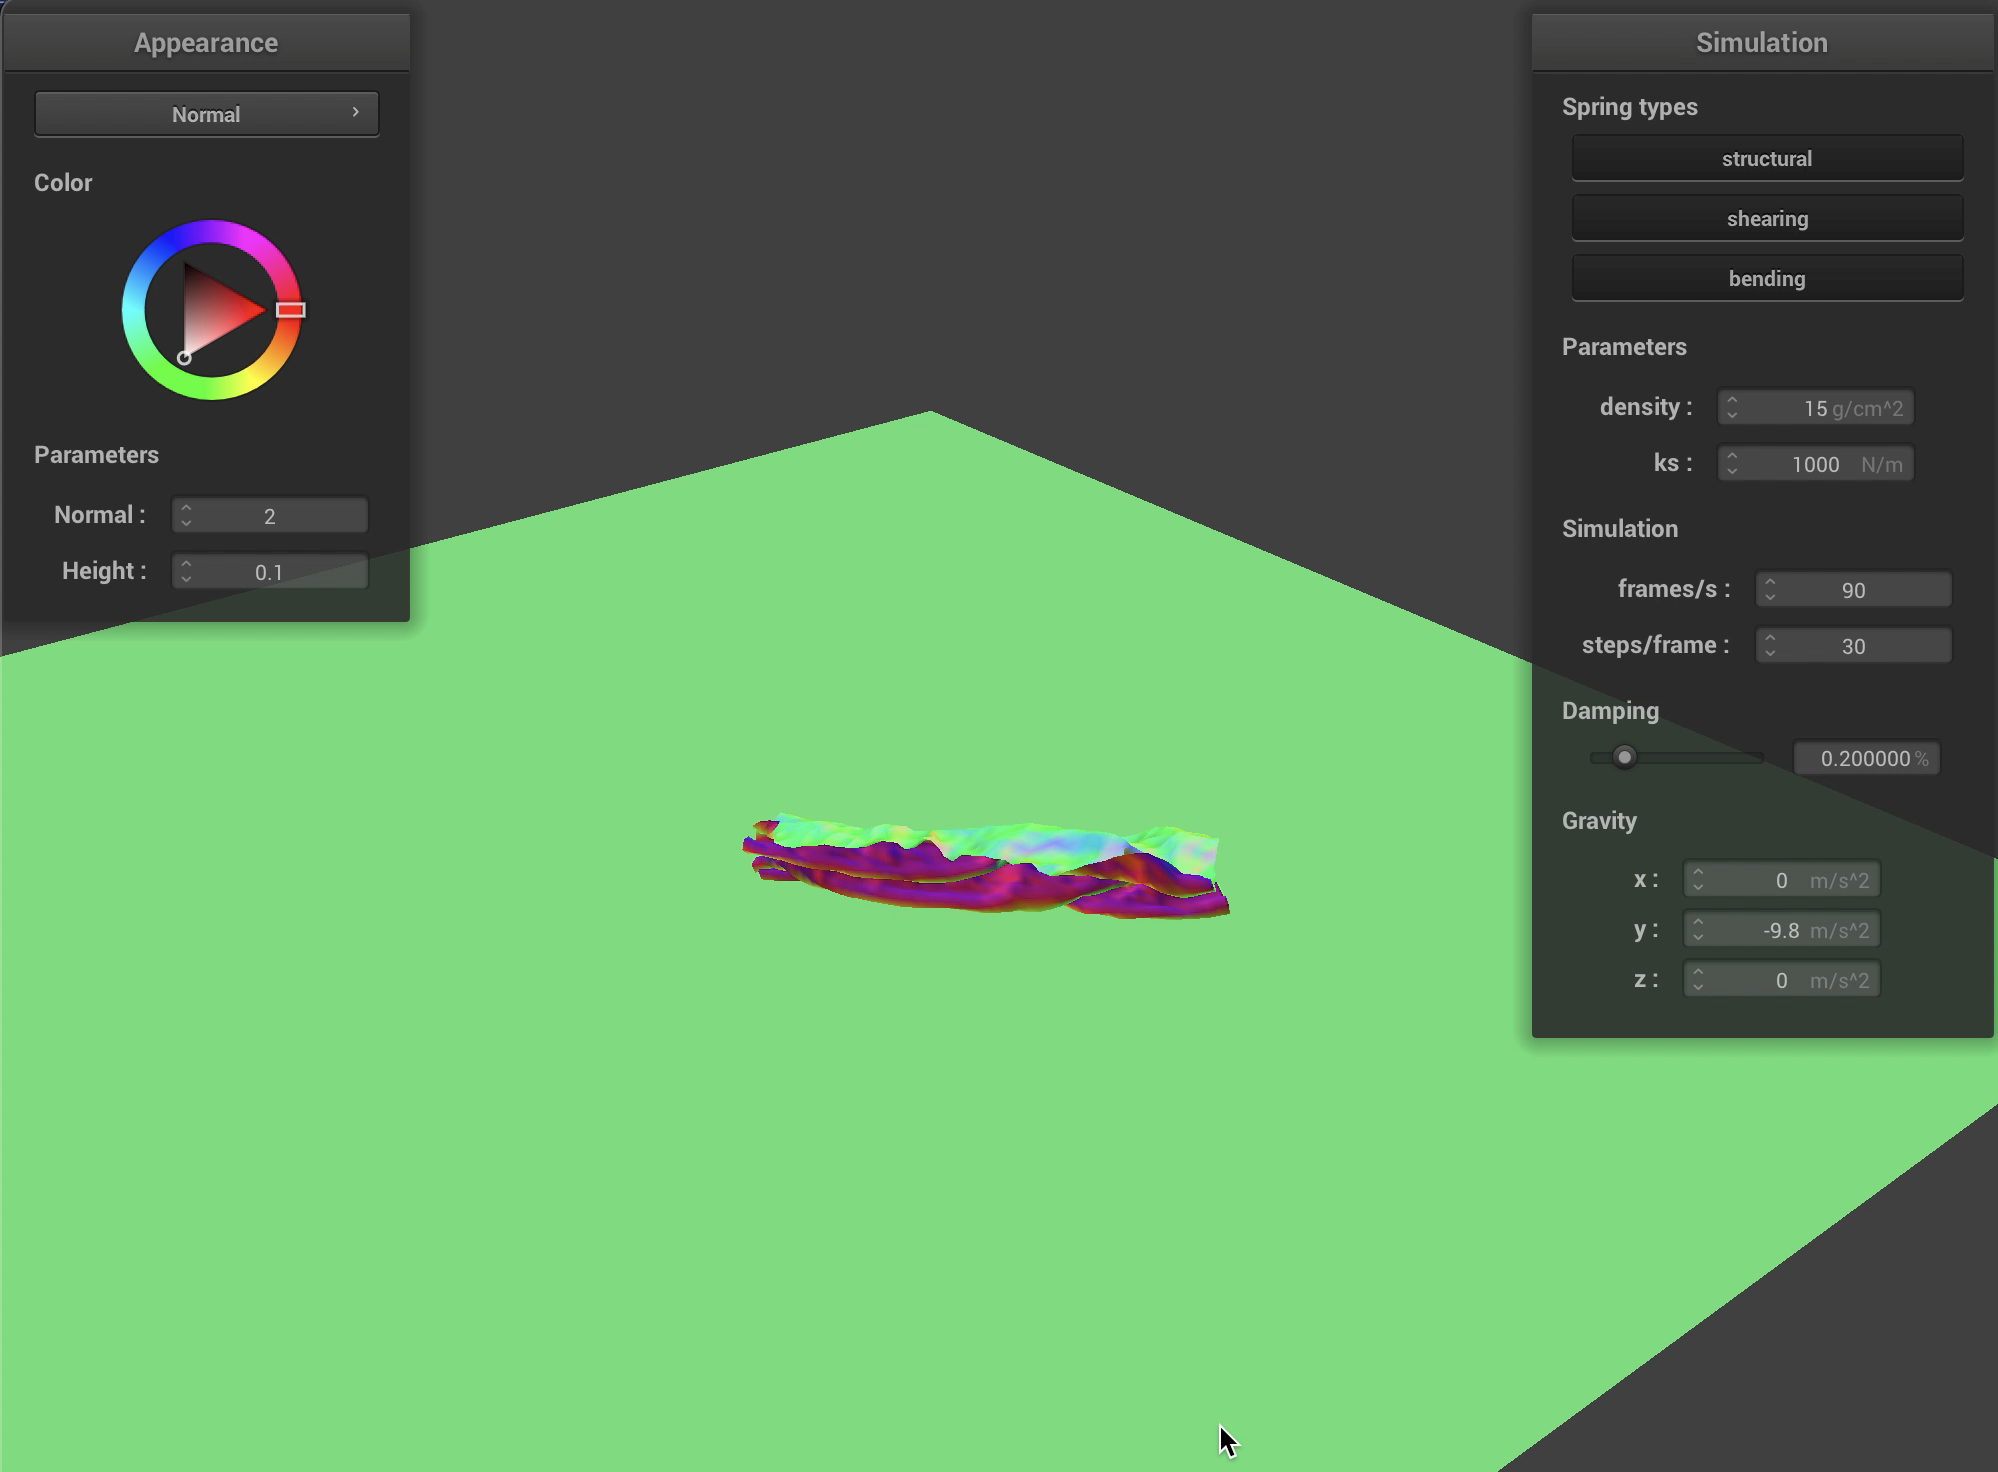 Appearance
Normal
Color
Parameters
Normal : 2
Height : 0.1
Simulation
Spring types
structural
shearing
bending
Parameters
density : 15 g/cm^2
ks : 1000 N/m
Simulation
frames/s : 90
steps/frame : 30
Damping
0.200000 %
Gravity
x : 0 m/s^2
y : -9.8 m/s^2
z : 0 m/s^2